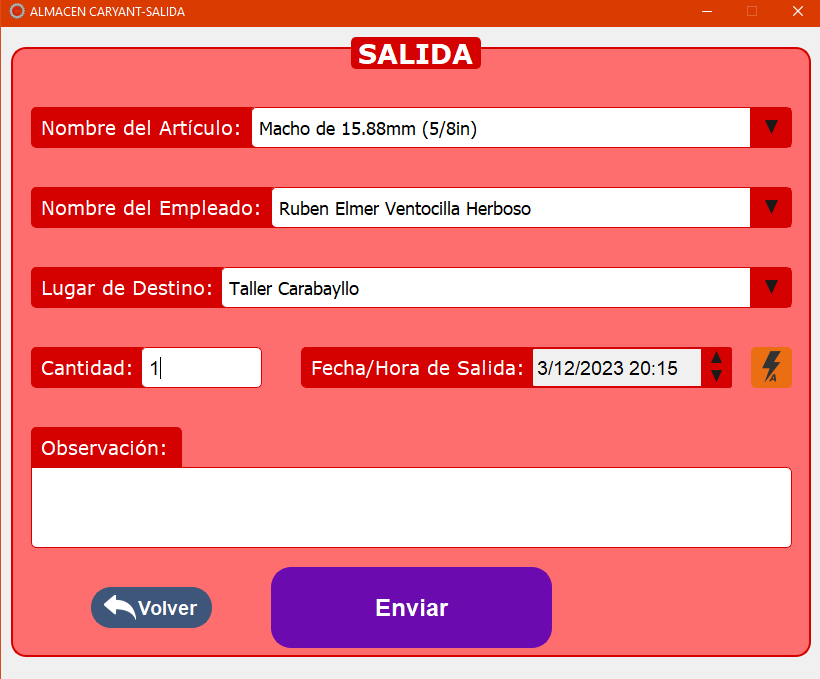 ALMACEN CARYANT-SALIDA
SALIDA
Nombre del Artículo: Macho de 15.88mm (5/8in)
Nombre del Empleado: Ruben Elmer Ventocilla Herboso
Lugar de Destino: Taller Carabayllo
Cantidad: 1 Fecha/Hora de Salida: 3/12/2023 20:15 A
Observación:
Volver Enviar